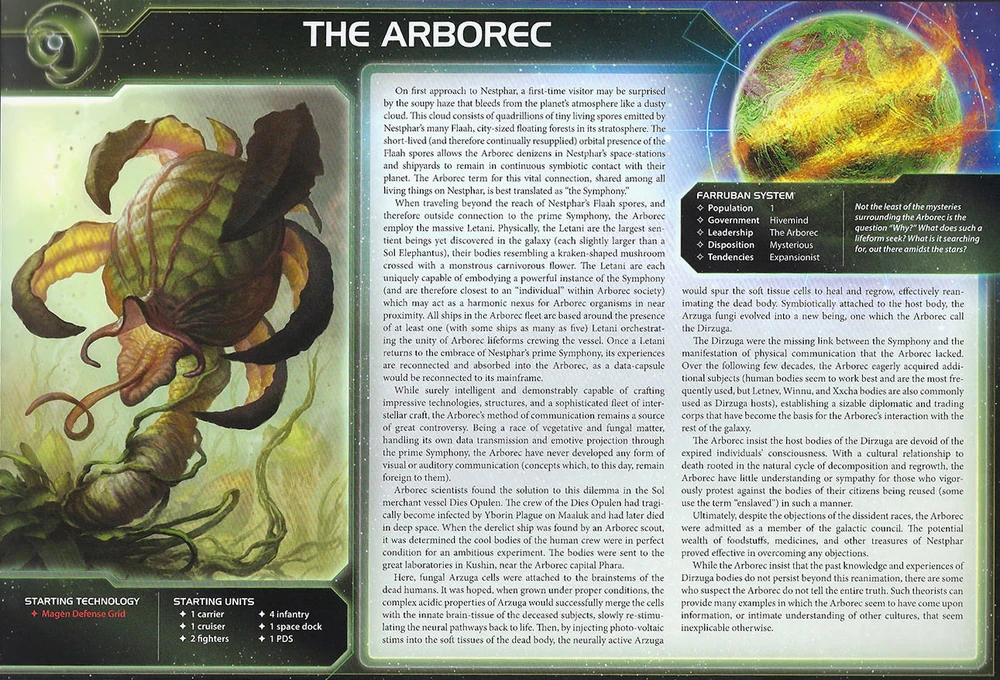 THE ARBOREC
On first approach to Nestphar, a first-time visitor may be surprised
by the soupy haze that bleeds from the planet's atmosphere like a dusty
cloud. This cloud consists of quadrillions of tiny living spores emitted by
Nestphar's many Flaah, city-sized floating forests in its stratosphere. The
short-lived (and therefore continually resupplied) orbital presence of the
Flaah spores allows the Arborec denizens in Nestphar's space-stations
and shipyards to remain in continuous symbiotic contact with their
planet. The Arborec term for this vital connection, shared among all
living things on Nestphar, is best translated as "the Symphony."
When traveling beyond the reach of Nestphar's Flaah spores, and
therefore outside connection to the prime Symphony, the Arborec
employ the massive Letani. Physically, the Letani are the largest sen-
tient beings yet discovered in the galaxy (each slightly larger than a
Sol Elephantus), their bodies resembling a kraken-shaped mushroom
crossed with a monstrous carnivorous flower. The Letani are each
uniquely capable of embodying a powerful instance of the Symphony
(and are therefore closest to an "individual" within Arborec society)
which may act as a harmonic nexus for Arborec organisms in near
proximity. All ships in the Arborec fleet are based around the presence
of at least one (with some ships as many as five) Letani orchestrat-
ing the unity of Arborec lifeforms crewing the vessel. Once a Letani
returns to the embrace of Nestphar's prime Symphony, its experiences
are reconnected and absorbed into the Arborec, as a data-capsule
would be reconnected to its mainframe.
While surely intelligent and demonstrably capable of crafting
impressive technologies, structures, and a sophisticated fleet of inter-
stellar craft, the Arborec's method of communication remains a source
of great controversy. Being a race of vegetative and fungal matter,
handling its own data transmission and emotive projection through
the prime Symphony, the Arborec have never developed any form of
visual or auditory communication (concepts which, to this day, remain
foreign to them).
Arborec scientists found the solution to this dilemma in the Sol
merchant vessel Dies Opulen. The crew of the Dies Opulen had tragi-
cally become infected by Yborin Plague on Maaluk and had later died
in deep space. When the derelict ship was found by an Arborec scout,
it was determined the cool bodies of the human crew were in perfect
condition for an ambitious experiment. The bodies were sent to the
great laboratories in Kushin, near the Arborec capital Phara.
Here, fungal Arzuga cells were attached to the brainstems of the
dead humans. It was hoped, when grown under proper conditions, the
complex acidic properties of Arzuga would successfully merge the cells
with the innate brain-tissue of the deceased subjects, slowly re-stimu-
lating the neural pathways back to life. Then, by injecting photo-voltaic
stims into the soft tissues of the dead body, the neurally active Arzuga
FARRUBAN SYSTEM
Population 1
Government Hivemind
Leadership The Arborec
Disposition Mysterious
Tendencies Expansionist
Not the least of the mysteries
surrounding the Arborec is the
question "Why?" What does such a
lifeform seek? What is it searching
for, out there amidst the stars?
would spur the soft tissue cells to heal and regrow, effectively rean-
imating the dead body. Symbiotically attached to the host body, the
Arzuga fungi evolved into a new being, one which the Arborec call
the Dirzuga.
The Dirzuga were the missing link between the Symphony and the
manifestation of physical communication that the Arborec lacked.
Over the following few decades, the Arborec eagerly acquired addi-
tional subjects (human bodies seem to work best and are the most fre-
quently used, but Letnev, Winnu, and Xxcha bodies are also commonly
used as Dirzuga hosts), establishing a sizable diplomatic and trading
corps that have become the basis for the Arborec's interaction with the
rest of the galaxy.
The Arborec insist the host bodies of the Dirzuga are devoid of the
expired individuals' consciousness. With a cultural relationship to
death rooted in the natural cycle of decomposition and regrowth, the
Arborec have little understanding or sympathy for those who vigor-
ously protest against the bodies of their citizens being reused (some
use the term "enslaved") in such a manner.
Ultimately, despite the objections of the dissident races, the Arborec
were admitted as a member of the galactic council. The potential
wealth of foodstuffs, medicines, and other treasures of Nestphar
proved effective in overcoming any objections.
While the Arborec insist that the past knowledge and experiences of
Dirzuga bodies do not persist beyond this reanimation, there are some
who suspect the Arborec do not tell the entire truth. Such theorists can
provide many examples in which the Arborec seem to have come upon
information, or intimate understanding of other cultures, that seem
inexplicable otherwise.
STARTING TECHNOLOGY
Magen Defense Grid
STARTING UNITS
1 carrier
1 cruiser
2 fighters
4 infantry
1 space dock
1 PDS